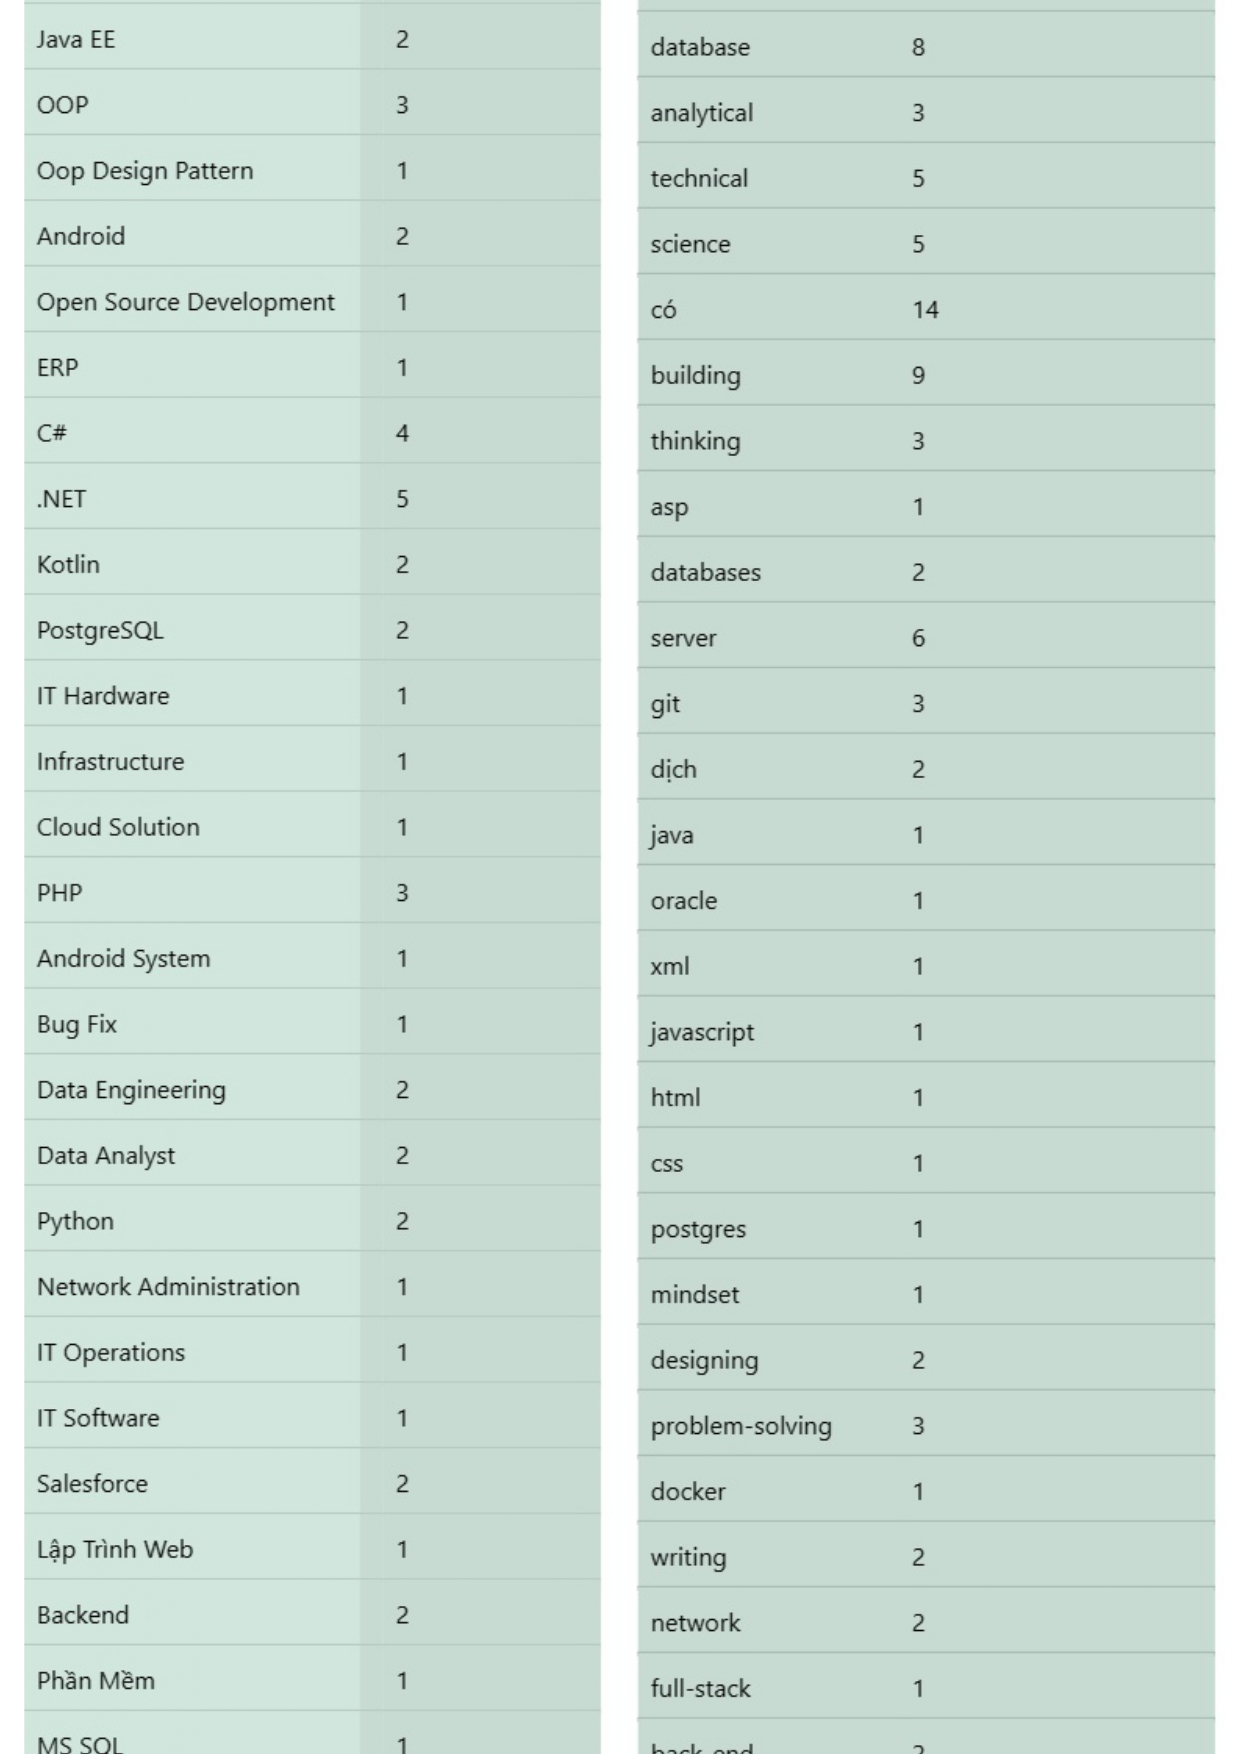 Java EE 2
OOP 3
Oop Design Pattern 1
Android 2
Open Source Development 1
ERP 1
C# 4
.NET 5
Kotlin 2
PostgreSQL 2
IT Hardware 1
Infrastructure 1
Cloud Solution 1
PHP 3
Android System 1
Bug Fix 1
Data Engineering 2
Data Analyst 2
Python 2
Network Administration 1
IT Operations 1
IT Software 1
Salesforce 2
Lập Trình Web 1
Backend 2
Phần Mềm 1
MS SQL 1
database 8
analytical 3
technical 5
science 5
có 14
building 9
thinking 3
asp 1
databases 2
server 6
git 3
dịch 2
java 1
oracle 1
xml 1
javascript 1
html 1
css 1
postgres 1
mindset 1
designing 2
problem-solving 3
docker 1
writing 2
network 2
full-stack 1
back-end